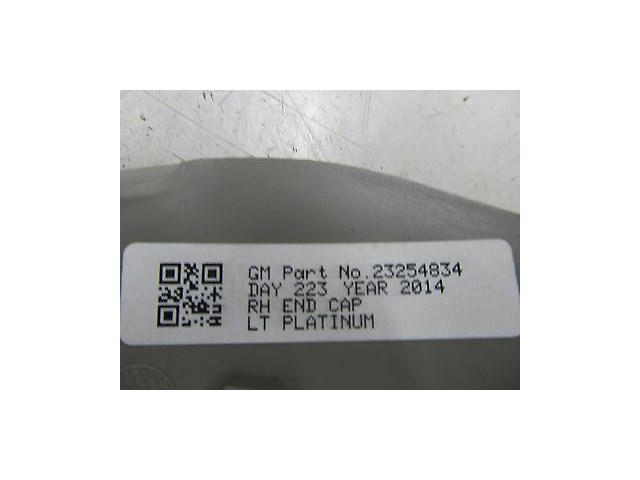 GM Part No.23254834
DAY 223 YEAR 2014
RH END CAP
LT PLATINUM